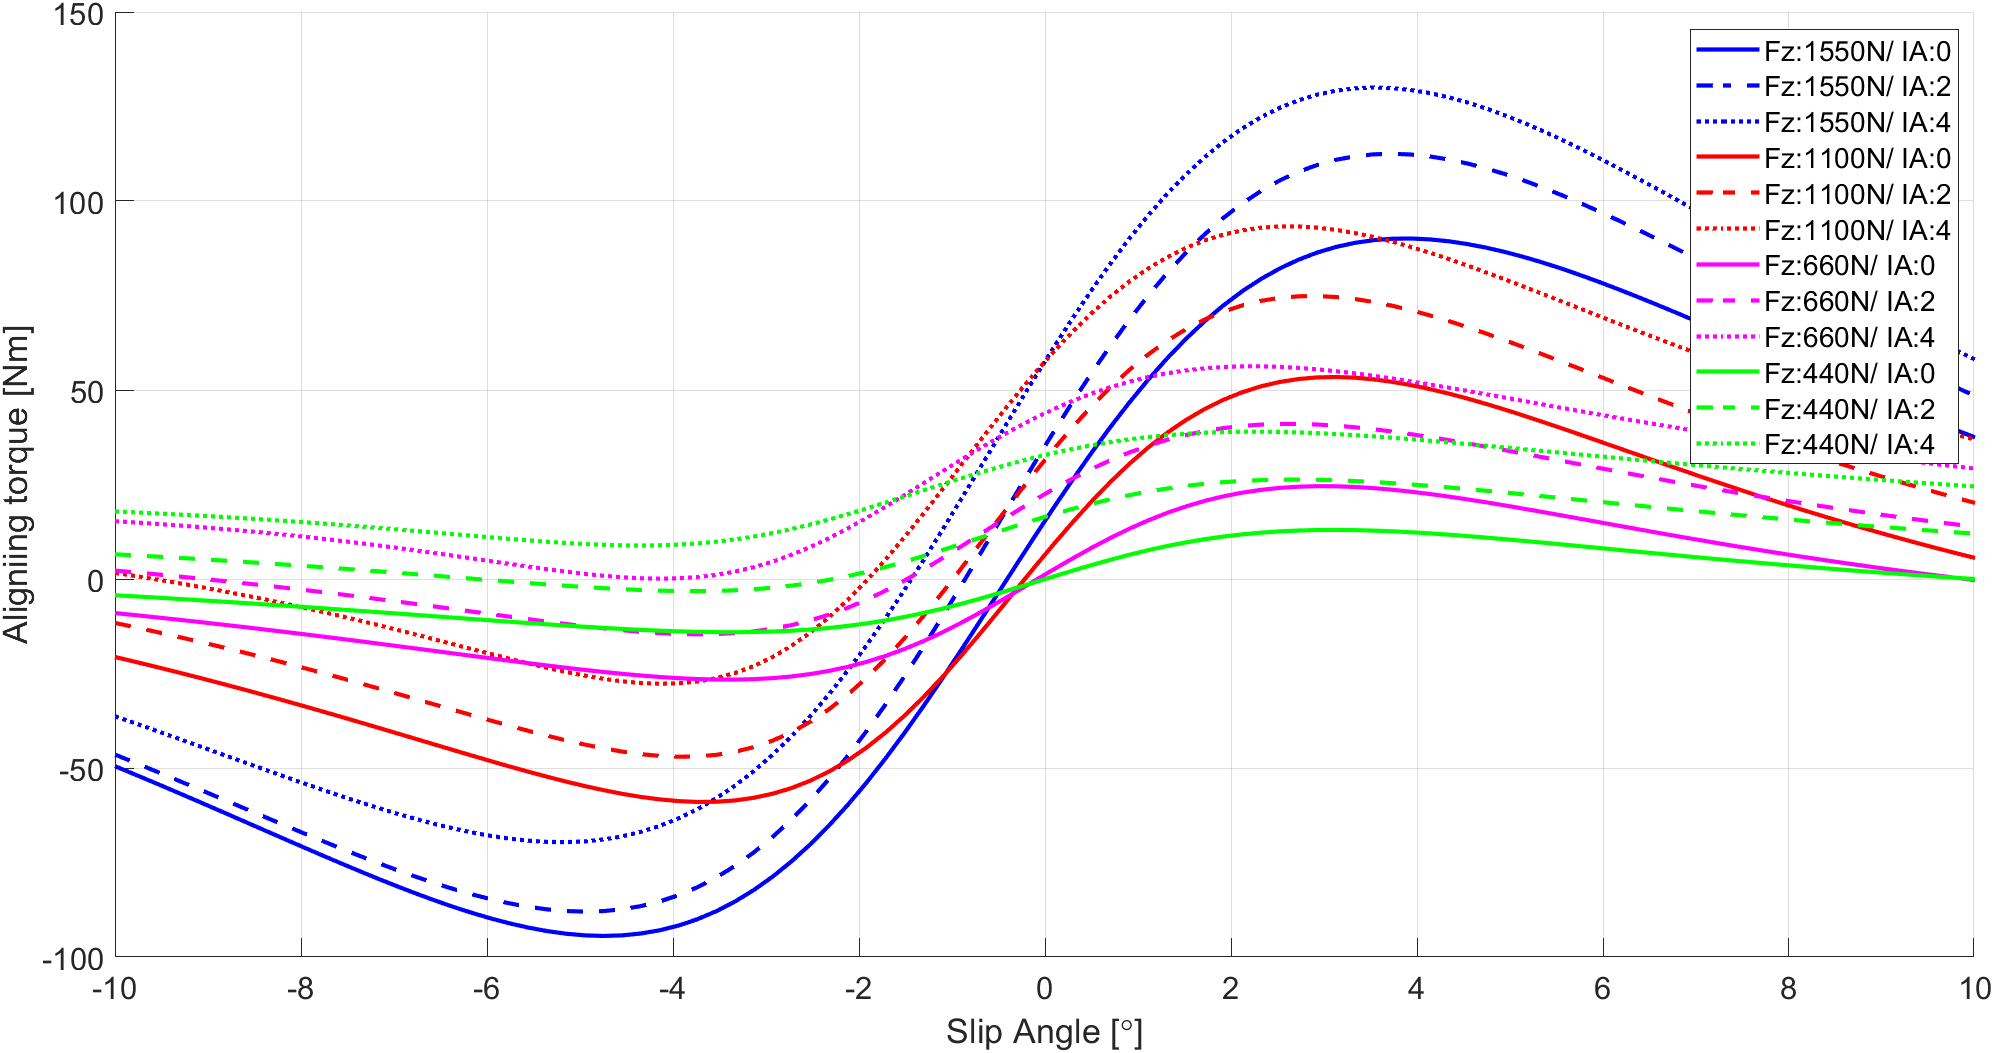 150
100
50
0
-50
-100
-10
-8
-6
-4
-2
0
2
4
6
8
10
Slip Angle [°]
Aligniing torque [Nm]
Fz:1550N/ IA:0
Fz:1550N/ IA:2
Fz:1550N/ IA:4
Fz:1100N/ IA:0
Fz:1100N/ IA:2
Fz:1100N/ IA:4
Fz:660N/ IA:0
Fz:660N/ IA:2
Fz:660N/ IA:4
Fz:440N/ IA:0
Fz:440N/ IA:2
Fz:440N/ IA:4